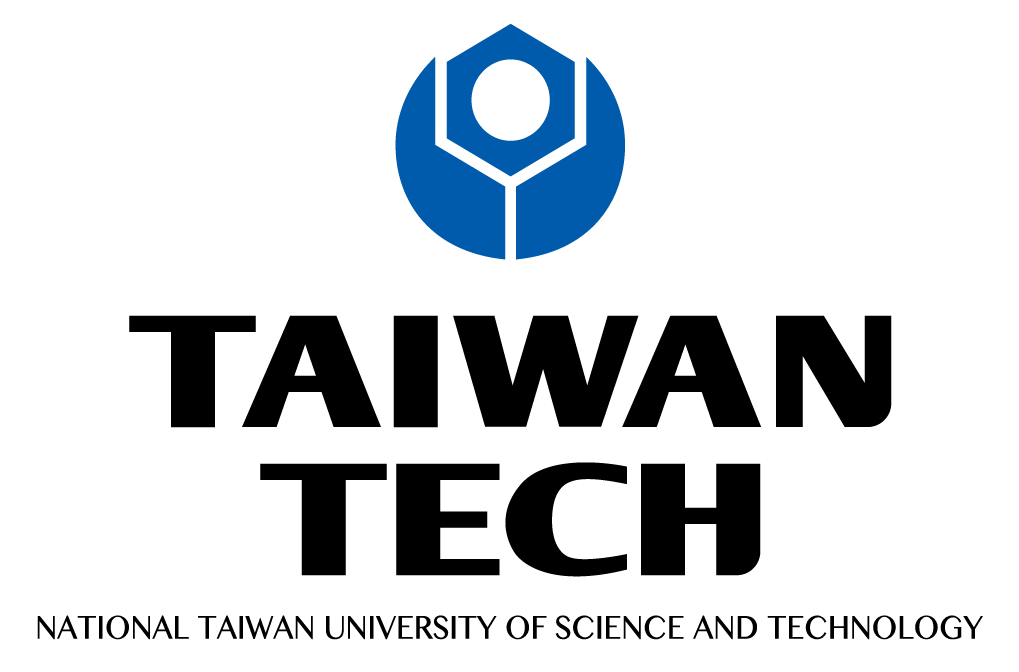 TAIWAN
TECH
NATIONAL TAIWAN UNIVERSITY OF SCIENCE AND TECHNOLOGY